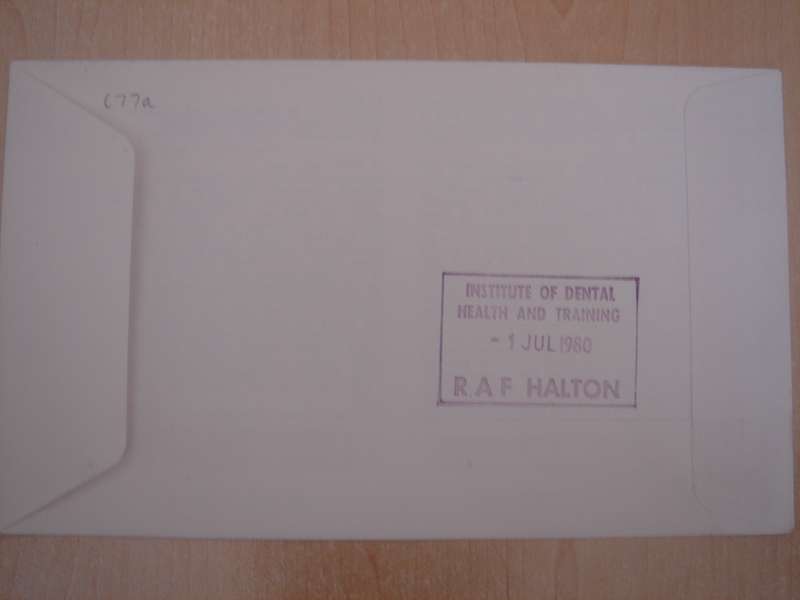 C77a
INSTITUTE OF DENTAL
HEALTH AND TRAINING
- 1 JUL 1980
R A F HALTON